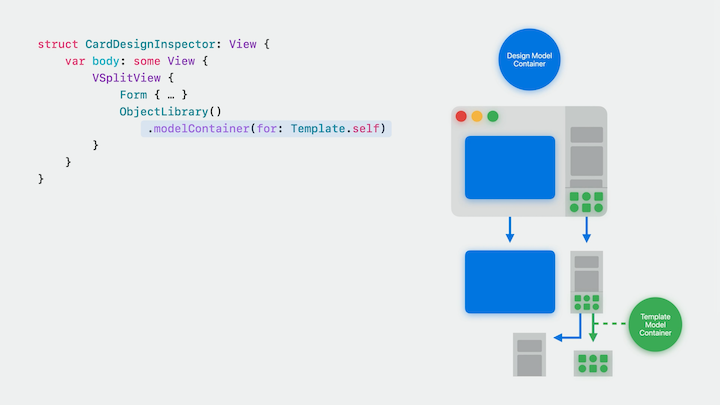 struct CardDesignInspector: View {
var body: some View {
VSplitView {
Form { … }
ObjectLibrary()
.modelContainer(for: Template.self)
}
}
}
Design Model
Container
Template
Model
Container